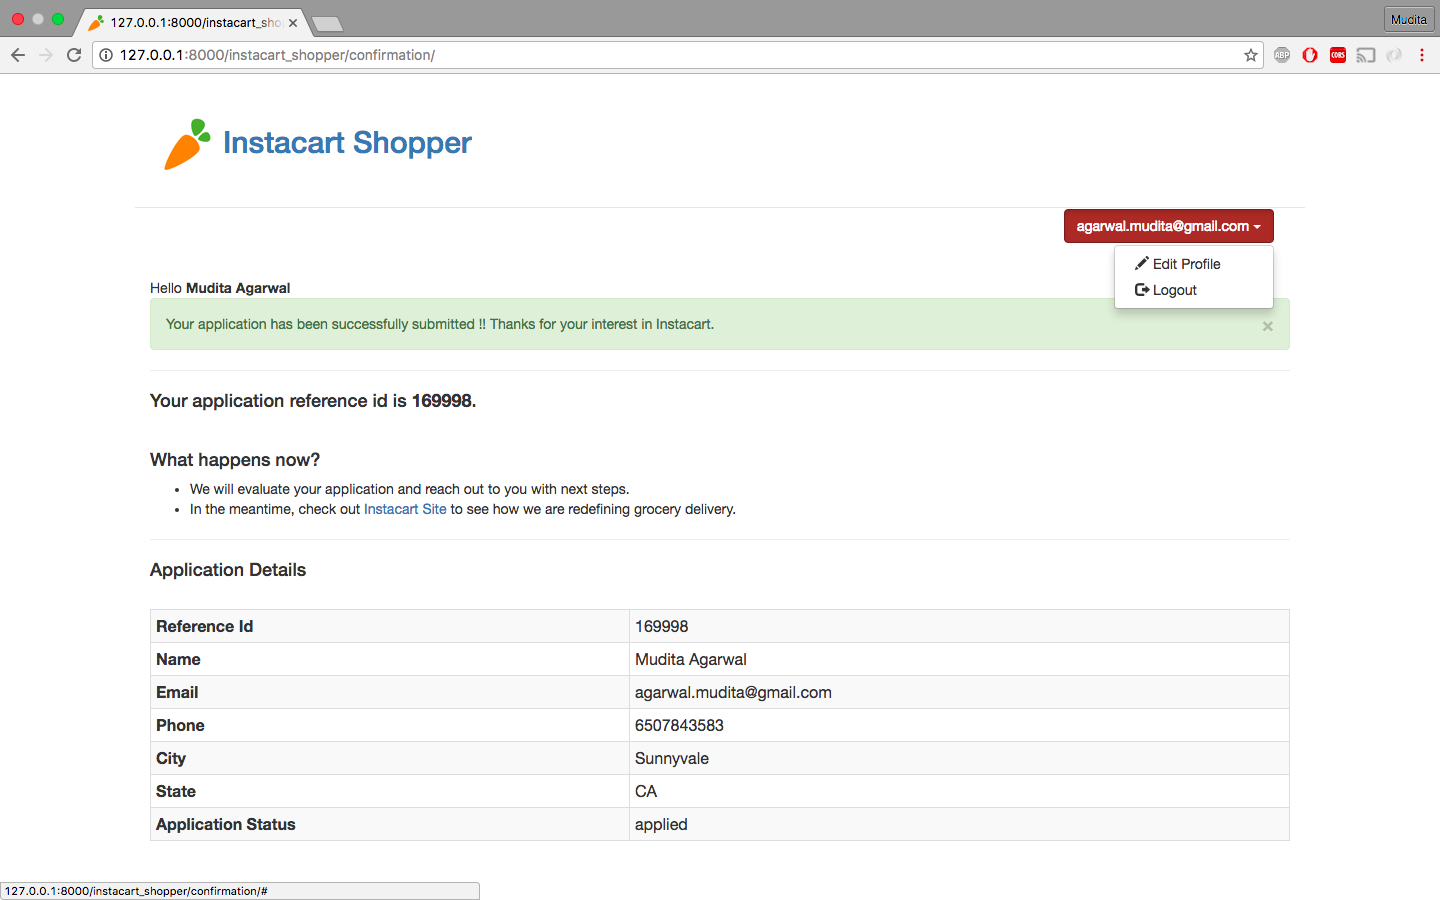 127.0.0.1:8000/instacart_sho
Mudita
127.0.0.1:8000/instacart_shopper/confirmation/
ABP
CORS
Instacart Shopper
agarwal.mudita@gmail.com
Edit Profile
Logout
Hello Mudita Agarwal
Your application has been successfully submitted !! Thanks for your interest in Instacart.
×
Your application reference id is 169998.
What happens now?
• We will evaluate your application and reach out to you with next steps.
• In the meantime, check out Instacart Site to see how we are redefining grocery delivery.
Application Details
Reference Id 169998
Name Mudita Agarwal
Email agarwal.mudita@gmail.com
Phone 6507843583
City Sunnyvale
State CA
Application Status applied
127.0.0.1:8000/instacart_shopper/confirmation/#